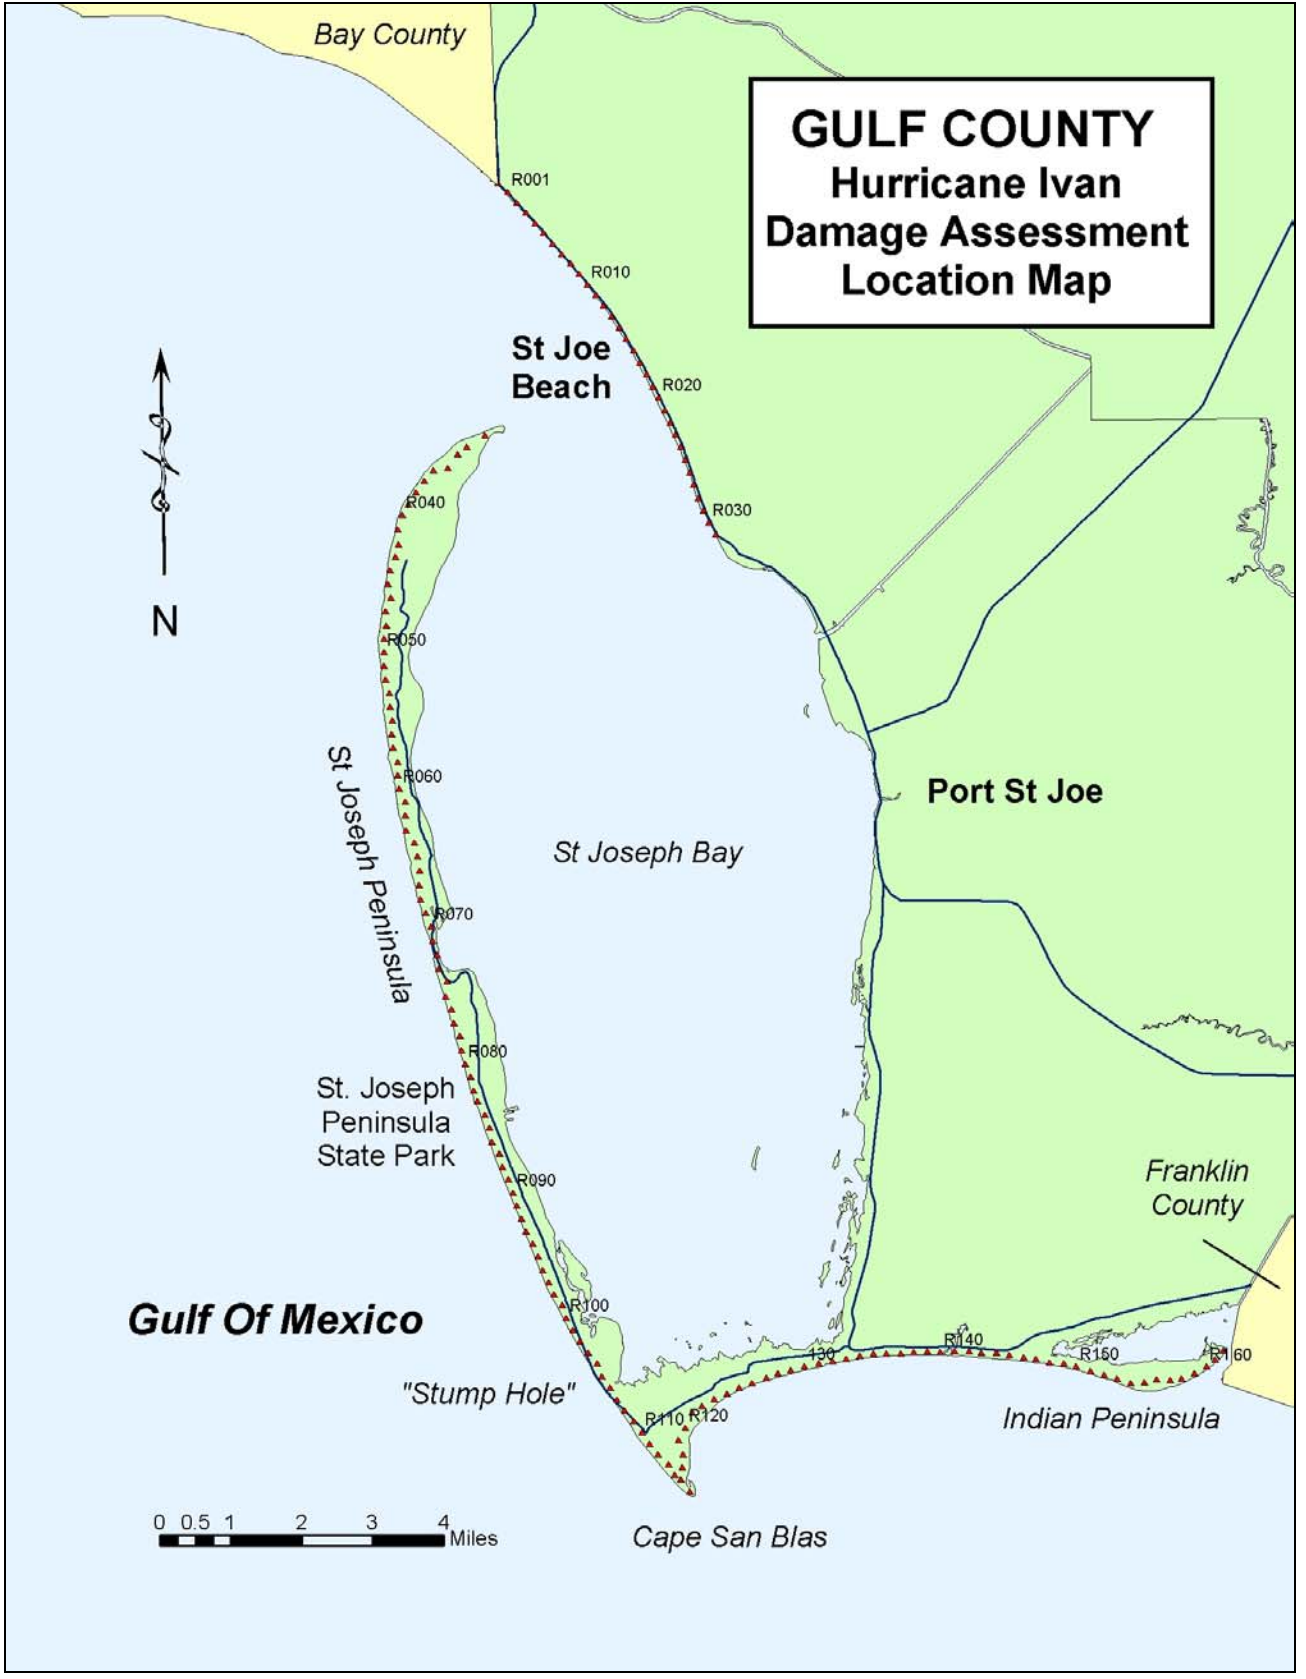 Bay County
GULF COUNTY
Hurricane Ivan
Damage Assessment
Location Map
R001
R010
St Joe
Beach
R020
R040
R030
N
R050
St Joseph Peninsula
R060
Port St Joe
St Joseph Bay
R070
R080
St. Joseph
Peninsula
State Park
R090
Franklin
County
R100
Gulf Of Mexico
130
R140
R150
R160
"Stump Hole"
R110
R120
Indian Peninsula
0 0.5 1 2 3 4
Miles
Cape San Blas